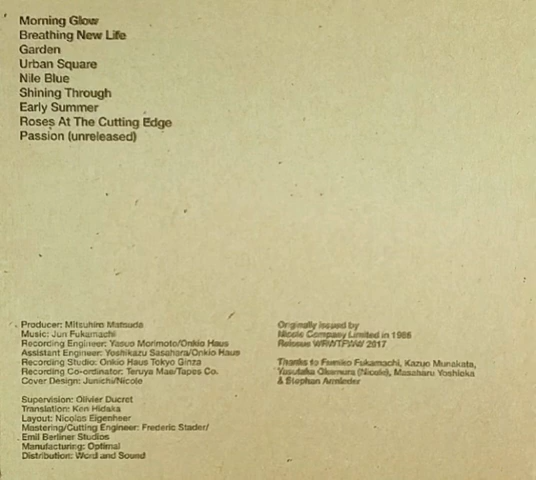 Morning Glow
Breathing New Life
Garden
Urban Square
Nile Blue
Shining Through
Early Summer
Roses At The Cutting Edge
Passion (unreleased)
Producer: Mitsuhiro Matsuda
Music: Jun Fukamachi
Recording Engineer: Yasuo Morimoto/Onkio Haus
Assistant Engineer: Yoshikazu Sasahara/Onkio Haus
Recording Studio: Onkio Haus Tokyo Ginza
Recording Co-ordinator: Teruya Mae/Tapes Co.
Cover Design: Junichi/Nicole
Supervision: Olivier Ducret
Translation: Ken Hidaka
Layout: Nicolas Eigenheer
Mastering/Cutting Engineer: Frederic Stader/
Emil Berliner Studios
Manufacturing: Optimal
Distribution: Word and Sound
Originally issued by
Nicole Company Limited in 1986
Reissue WRWTFWW 2017
Thanks to Fumiko Fukamachi, Kazuo Munakata,
Yasutaka Okamura (Nicole), Masaharu Yoshioka
& Stephan Armleder